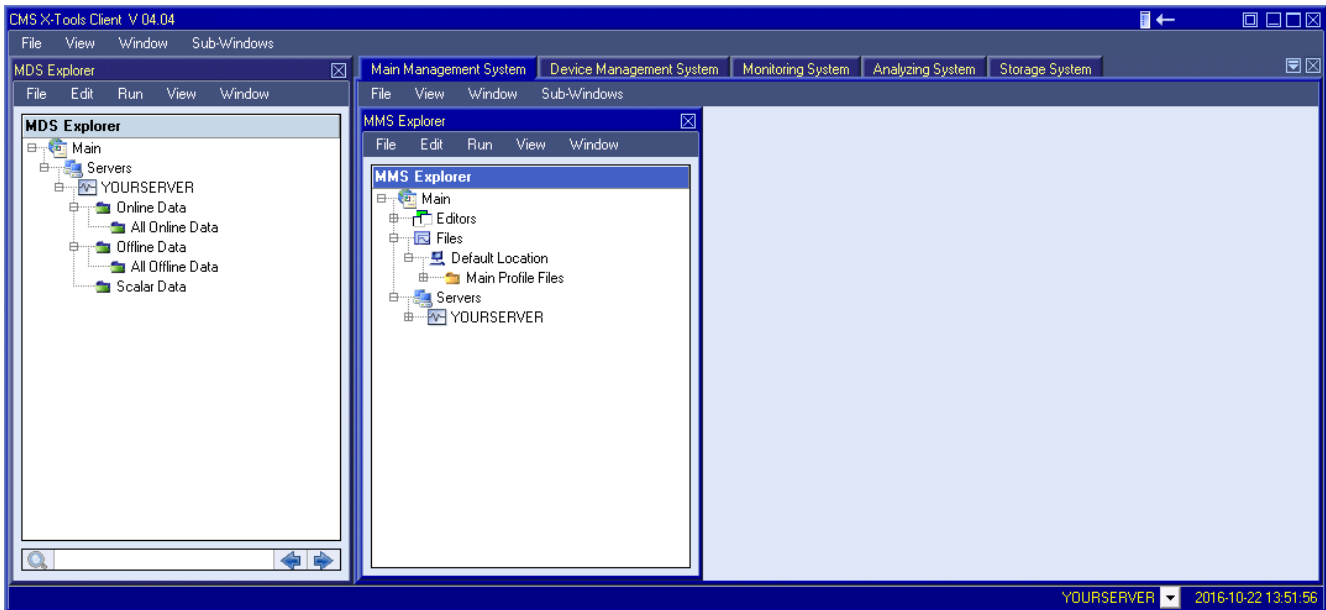 CMS X-Tools Client V 04.04
File View Window Sub-Windows
MDS Explorer
File Edit Run View Window
MDS Explorer
Main
Servers
YOURSERVER
Online Data
All Online Data
Offline Data
All Offline Data
Scalar Data
Main Management System Device Management System Monitoring System Analyzing System Storage System
File View Window Sub-Windows
MMS Explorer
File Edit Run View Window
MMS Explorer
Main
Editors
Files
Default Location
Main Profile Files
Servers
YOURSERVER
YOURSERVER 2016-10-22 13:51:56